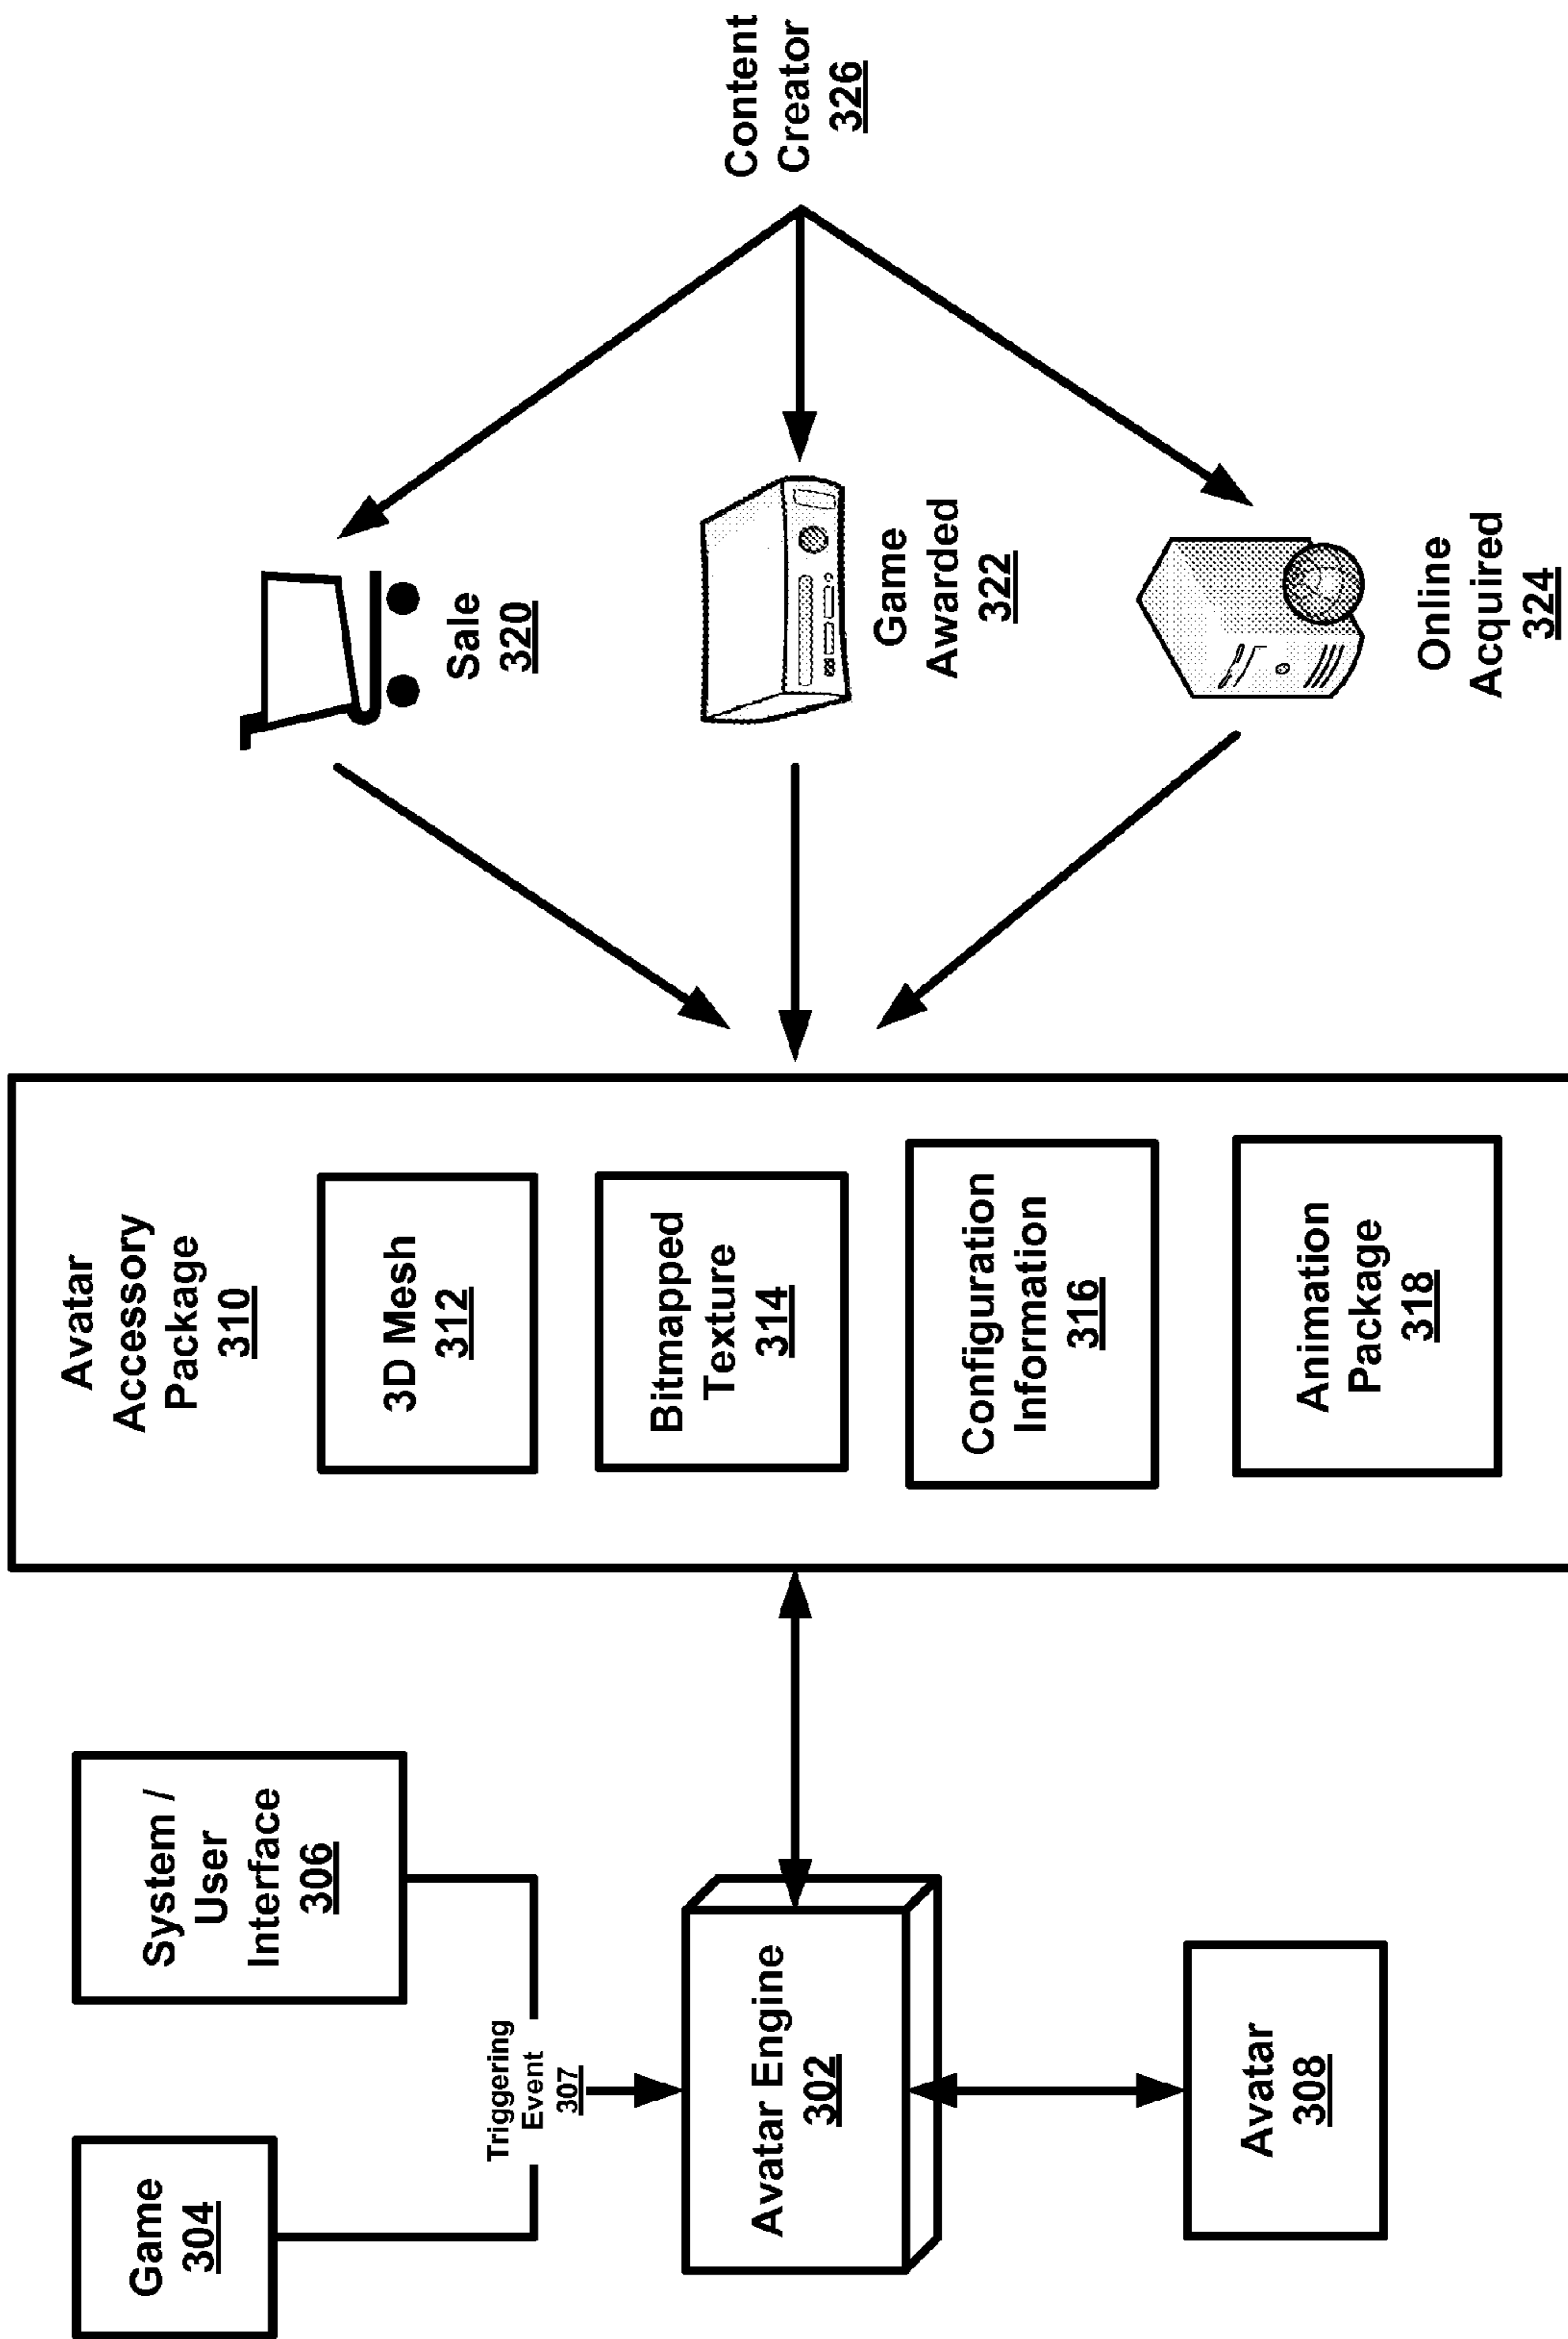 Game
304
System /
User
Interface
306
Triggering
Event
307
Avatar Engine
302
Avatar
308
Avatar
Accessory
Package
310
3D Mesh
312
Bitmapped
Texture
314
Configuration
Information
316
Animation
Package
318
Sale
320
Game
Awarded
322
Online
Acquired
324
Content
Creator
326